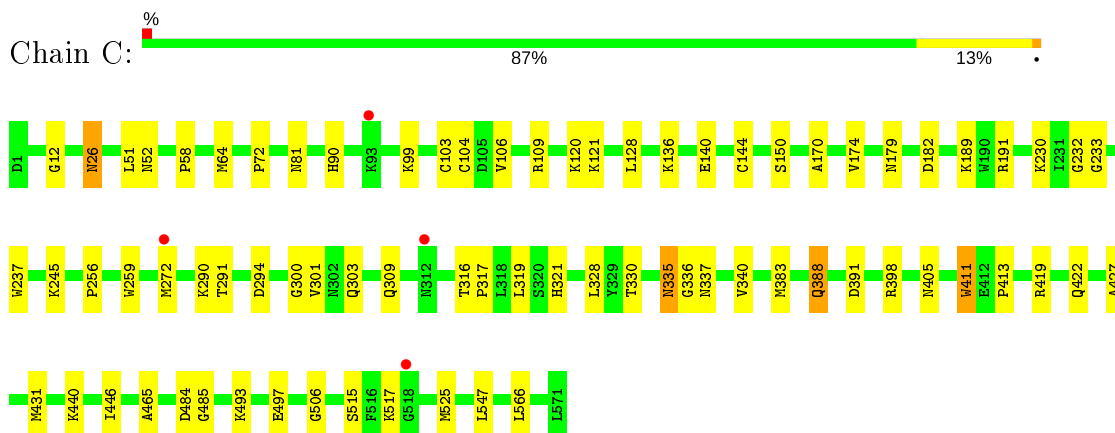 %
Chain C:
87% 13% •
D1 G12 N26 L51 N52 P58 M64 P72 N81 H90 K93 K99 C103 C104 D105 V106 R109 K120 K121 L128 K136 E140 C144 S150 A170 V174 N179 D182 K189 W190 R191 K230 I231 G232 G233
W237 K245 P256 W259 M272 K290 T291 D294 G300 V301 N302 Q303 Q309 N312 T316 P317 L318 L319 S320 H321 L328 Y329 T330 N335 G336 N337 V340 M383 Q388 D391 R398 N405 W411 E412 P413 R419 Q422 A427
M431 K440 I446 A465 D484 G485 K493 E497 G506 S515 F516 K517 G518 M525 L547 L566 L571